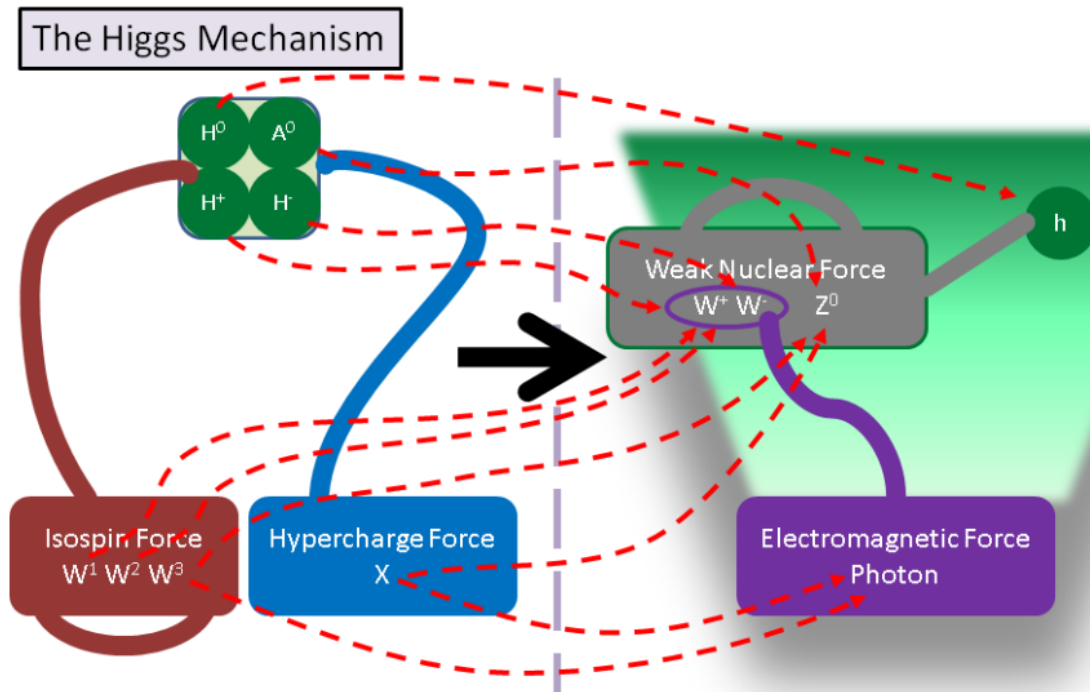 The Higgs Mechanism
H⁰ A⁰
H⁺ H⁻
h
Weak Nuclear Force
W⁺ W⁻ Z⁰
Isospin Force
W¹ W² W³
Hypercharge Force
X
Electromagnetic Force
Photon